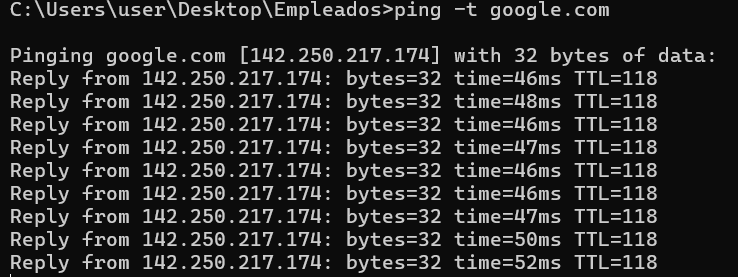 C:\Users\user\Desktop\Empleados>ping -t google.com
Pinging google.com [142.250.217.174] with 32 bytes of data:
Reply from 142.250.217.174: bytes=32 time=46ms TTL=118
Reply from 142.250.217.174: bytes=32 time=48ms TTL=118
Reply from 142.250.217.174: bytes=32 time=46ms TTL=118
Reply from 142.250.217.174: bytes=32 time=47ms TTL=118
Reply from 142.250.217.174: bytes=32 time=46ms TTL=118
Reply from 142.250.217.174: bytes=32 time=46ms TTL=118
Reply from 142.250.217.174: bytes=32 time=47ms TTL=118
Reply from 142.250.217.174: bytes=32 time=50ms TTL=118
Reply from 142.250.217.174: bytes=32 time=52ms TTL=118